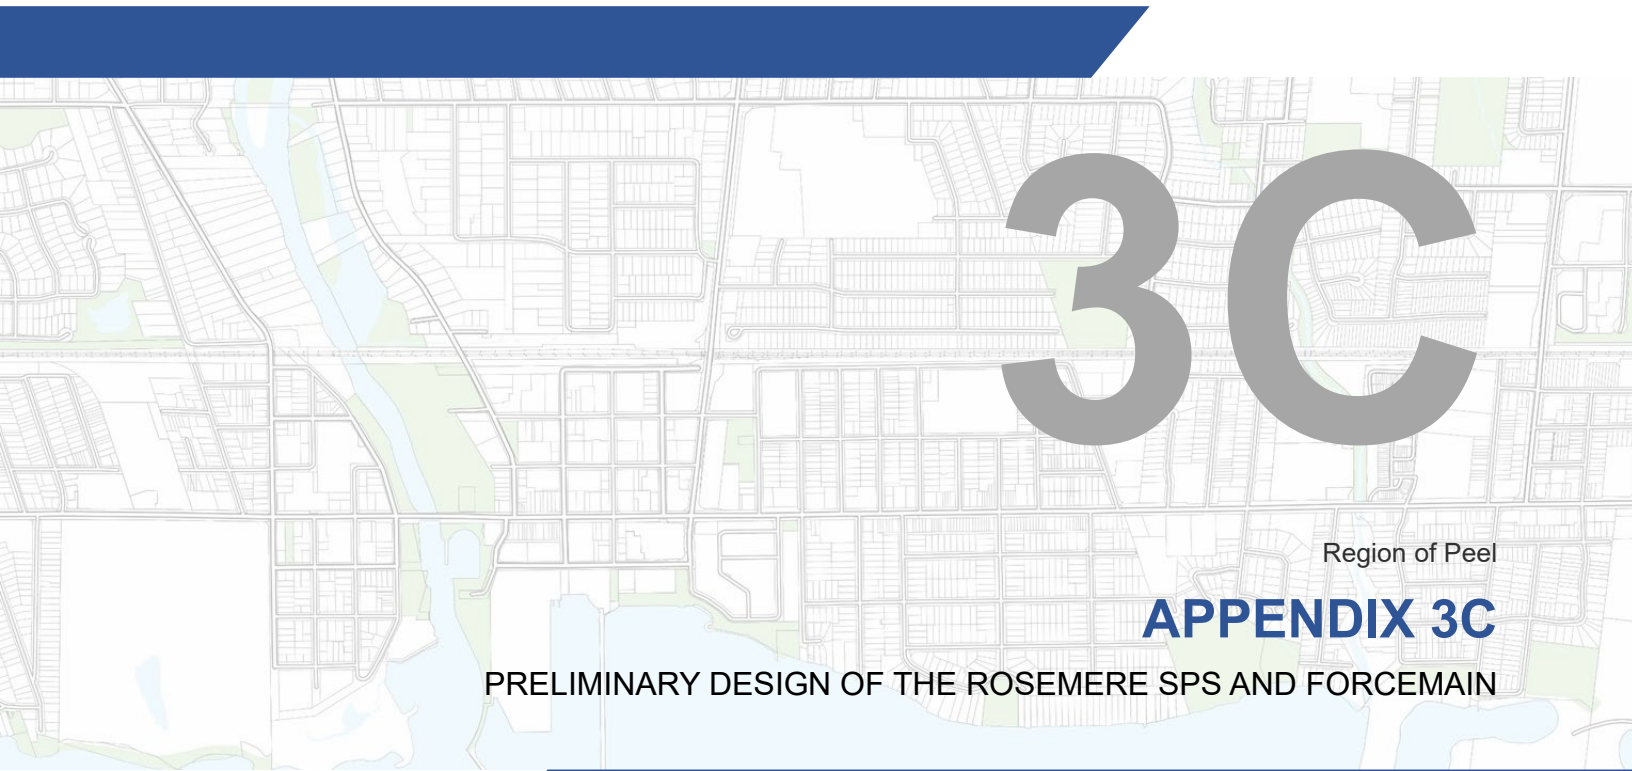 3C
Region of Peel
APPENDIX 3C
PRELIMINARY DESIGN OF THE ROSEMERE SPS AND FORCEMAIN